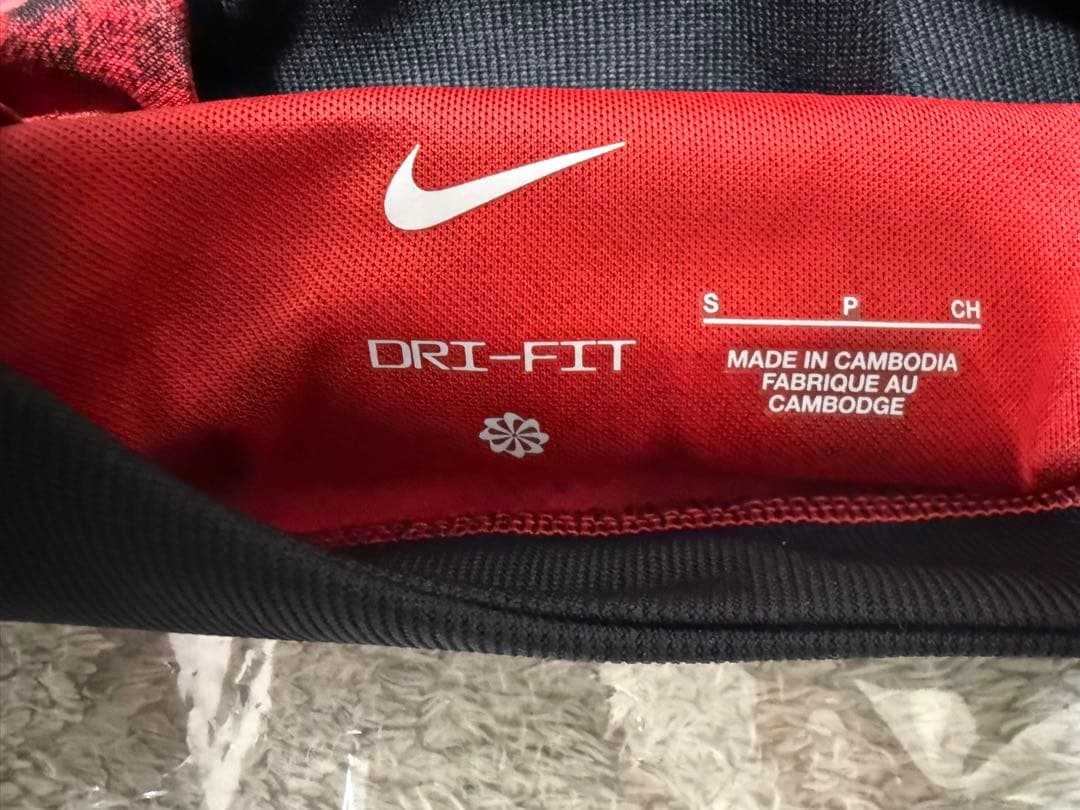 DRI-FIT
S P CH
MADE IN CAMBODIA
FABRIQUE AU
CAMBODGE